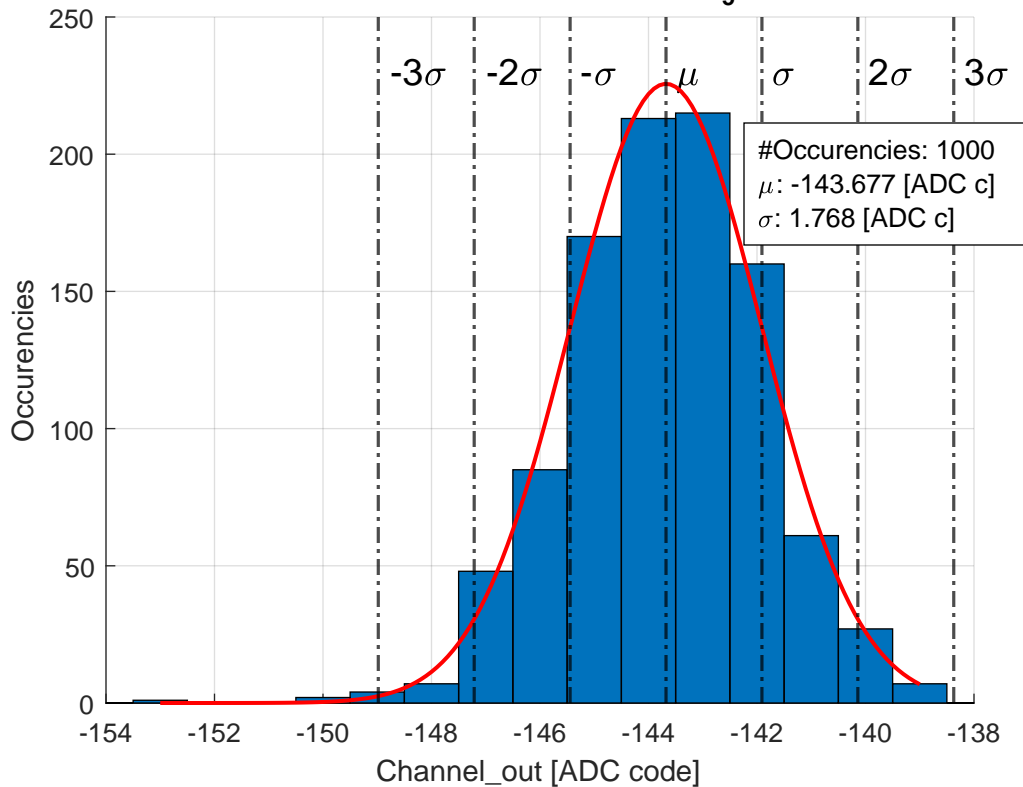 250
200
150
100
50
0
-3σ
-2σ
-σ
μ
σ
2σ
3σ
#Occurencies: 1000
μ: -143.677 [ADC c]
σ: 1.768 [ADC c]
Occurencies
-154
-152
-150
-148
-146
-144
-142
-140
-138
Channel_out [ADC code]